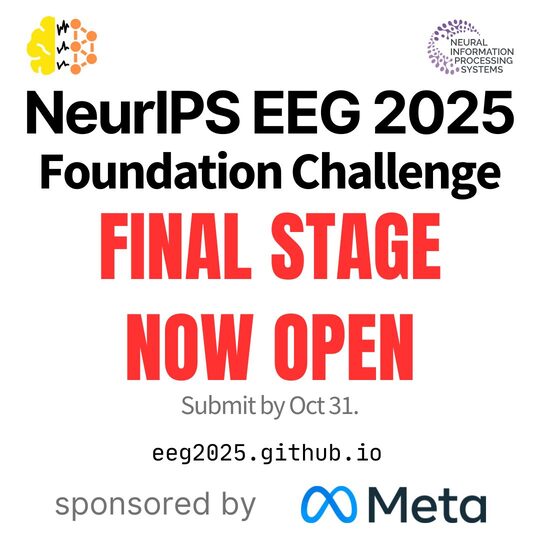 NEURAL
INFORMATION
PROCESSING
SYSTEMS
NeurIPS EEG 2025
Foundation Challenge
FINAL STAGE
NOW OPEN
Submit by Oct 31.
eeg2025.github.io
sponsored by Meta